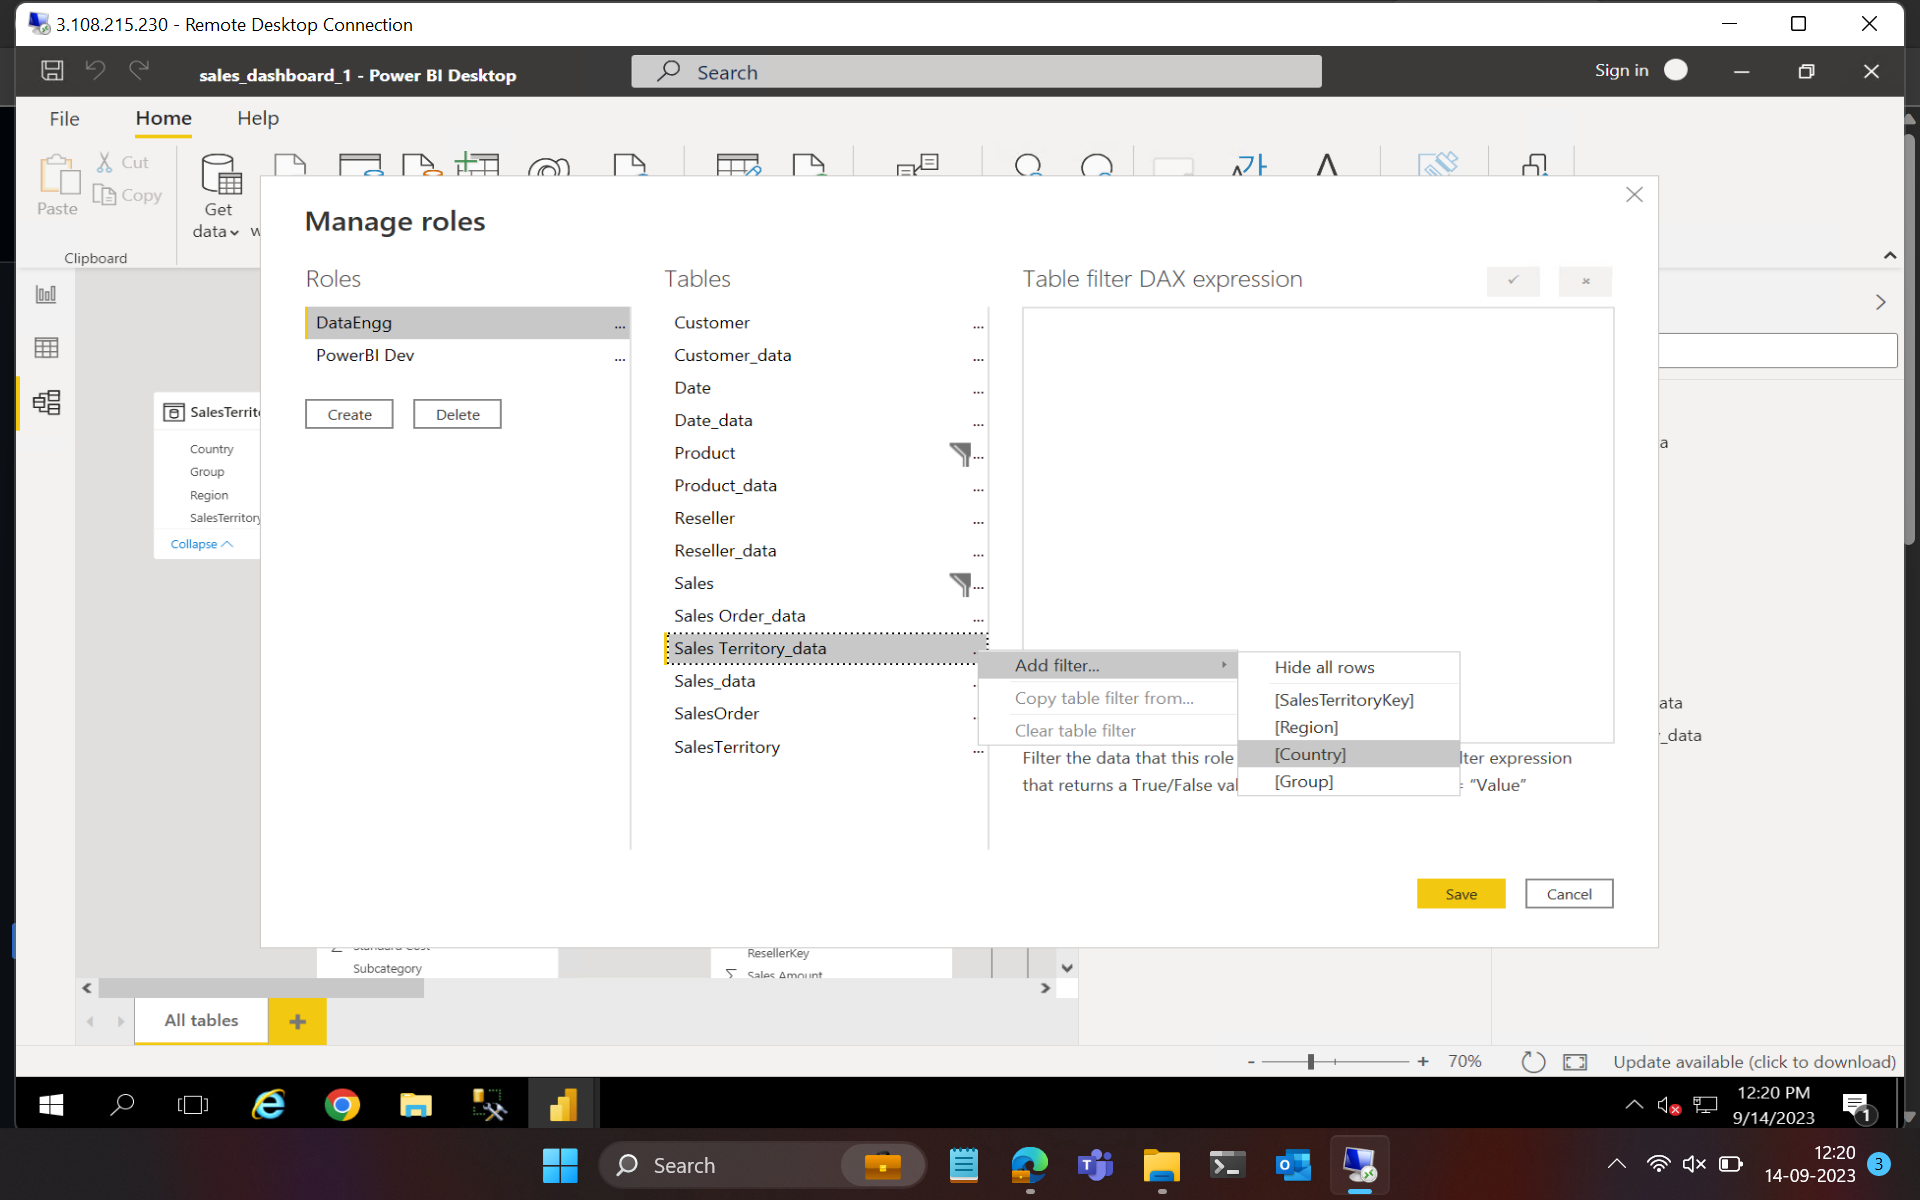 3.108.215.230 - Remote Desktop Connection
sales_dashboard_1 - Power BI Desktop
Search
Sign in
File
Home
Help
Paste
Cut
Copy
Clipboard
Get
data
Manage roles
Roles
Tables
Table filter DAX expression
DataEngg
...
PowerBI Dev
...
Create
Delete
Customer
...
Customer_data
...
Date
...
Date_data
...
Product
...
Product_data
...
Reseller
...
Reseller_data
...
Sales
...
Sales Order_data
...
Sales Territory_data
Sales_data
SalesOrder
SalesTerritory
...
Add filter...
Copy table filter from...
Clear table filter
Hide all rows
[SalesTerritoryKey]
[Region]
[Country]
[Group]
Filter the data that this role
lter expression
that returns a True/False val
= “Value”
Save
Cancel
SalesTerrito
Country
Group
Region
SalesTerritory
Collapse
a
ata
_data
Subcategory
ResellerKey
Sales Amount
All tables
+
- + 70%
Update available (click to download)
12:20 PM
9/14/2023
1
Search
12:20
14-09-2023
3